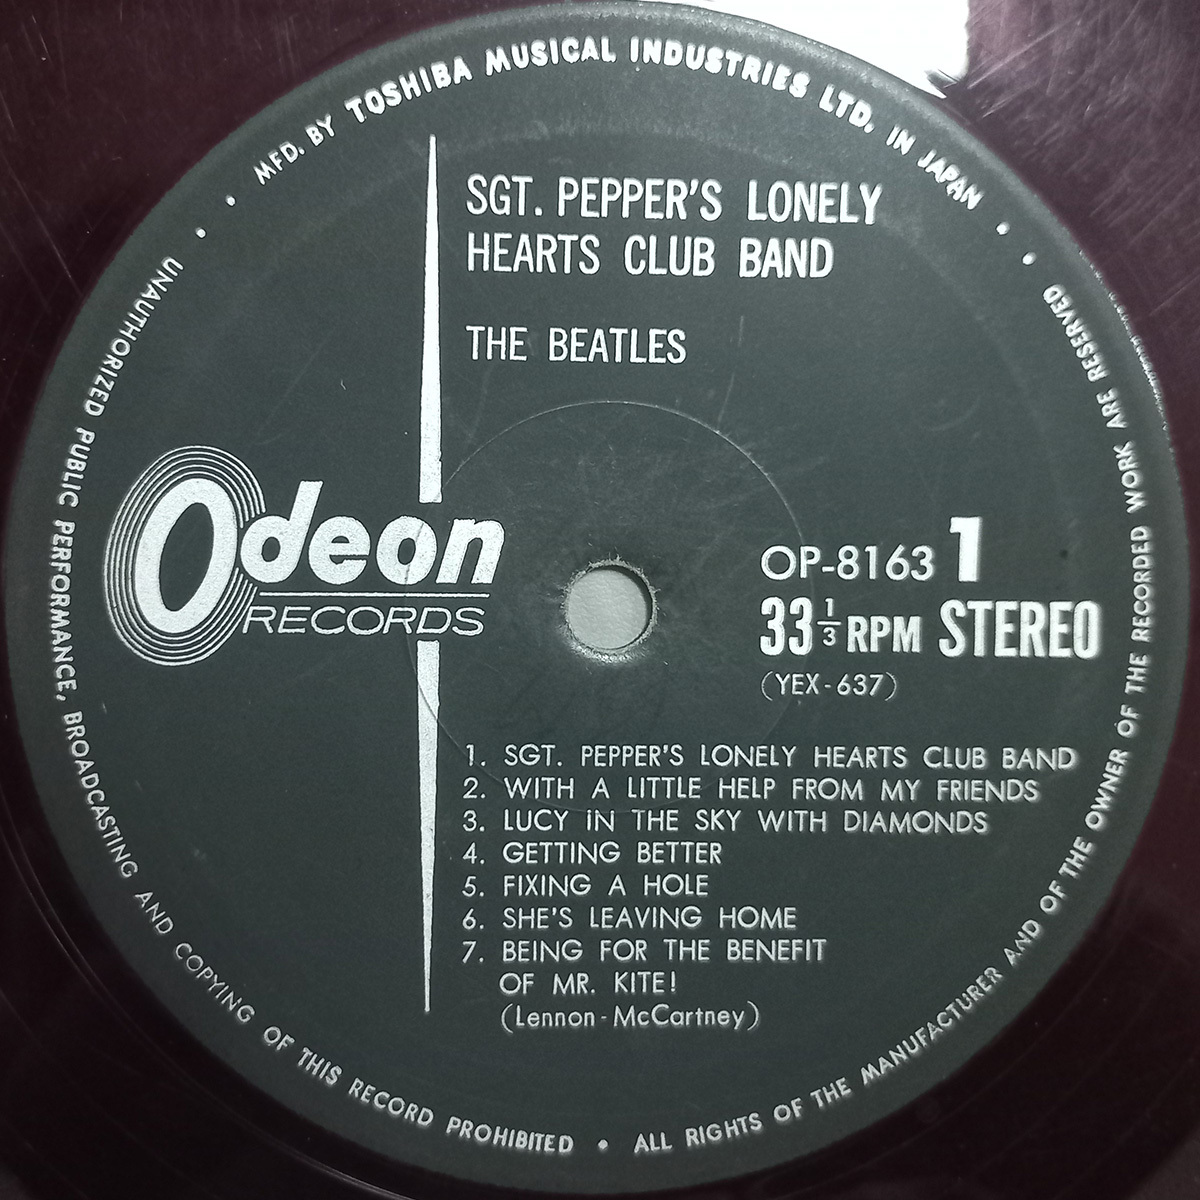 MFD. BY TOSHIBA MUSICAL INDUSTRIES LTD. IN JAPAN
SGT. PEPPER'S LONELY
HEARTS CLUB BAND
THE BEATLES
Odeon
RECORDS
OP-8163 1
33 1/3 RPM STEREO
(YEX-637)
1. SGT. PEPPER'S LONELY HEARTS CLUB BAND
2. WITH A LITTLE HELP FROM MY FRIENDS
3. LUCY iN THE SKY WITH DIAMONDS
4. GETTING BETTER
5. FIXING A HOLE
6. SHE'S LEAVING HOME
7. BEING FOR THE BENEFIT
OF MR. KITE!
(Lennon-McCartney)
UNAUTHORIZED PUBLIC PERFORMANCE, BROADCASTING AND COPYING OF THIS RECORD PROHIBITED • ALL RIGHTS OF THE MANUFACTURER AND OF THE OWNER OF THE RECORDED WORK ARE RESERVED